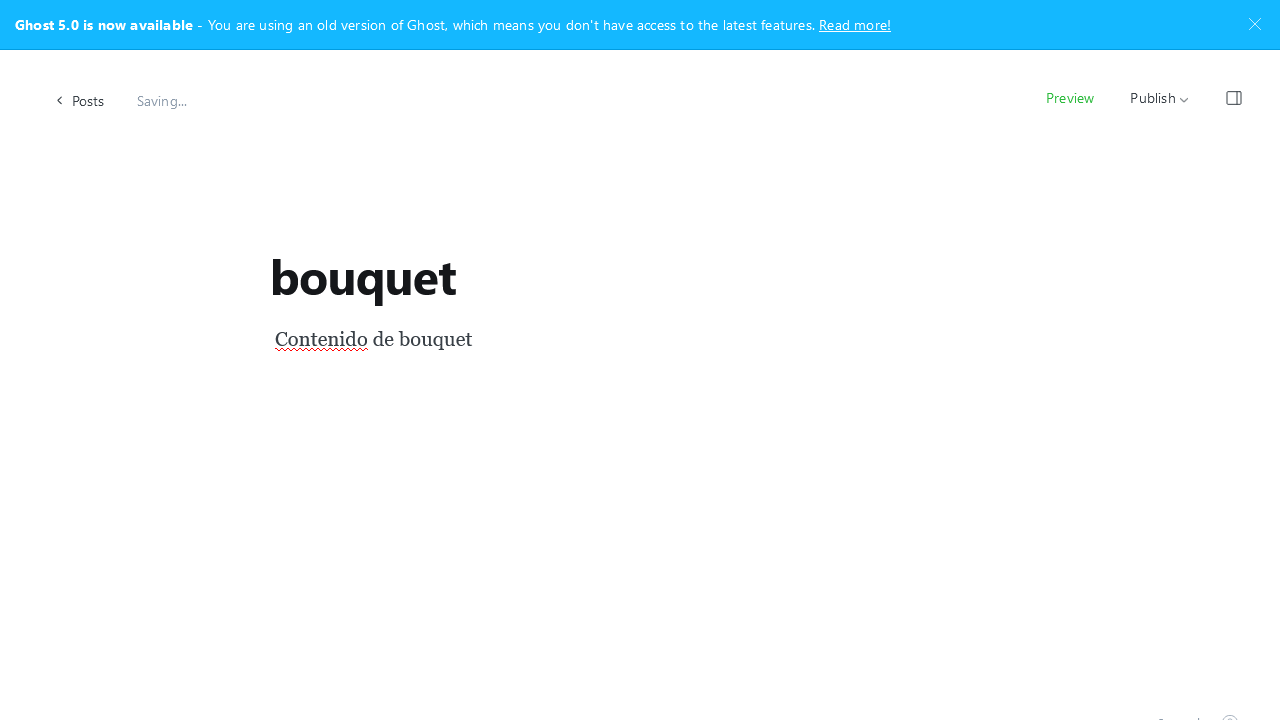 Ghost 5.0 is now available - You are using an old version of Ghost, which means you don't have access to the latest features. Read more!
Posts
Saving...
Preview
Publish
bouquet
Contenido de bouquet